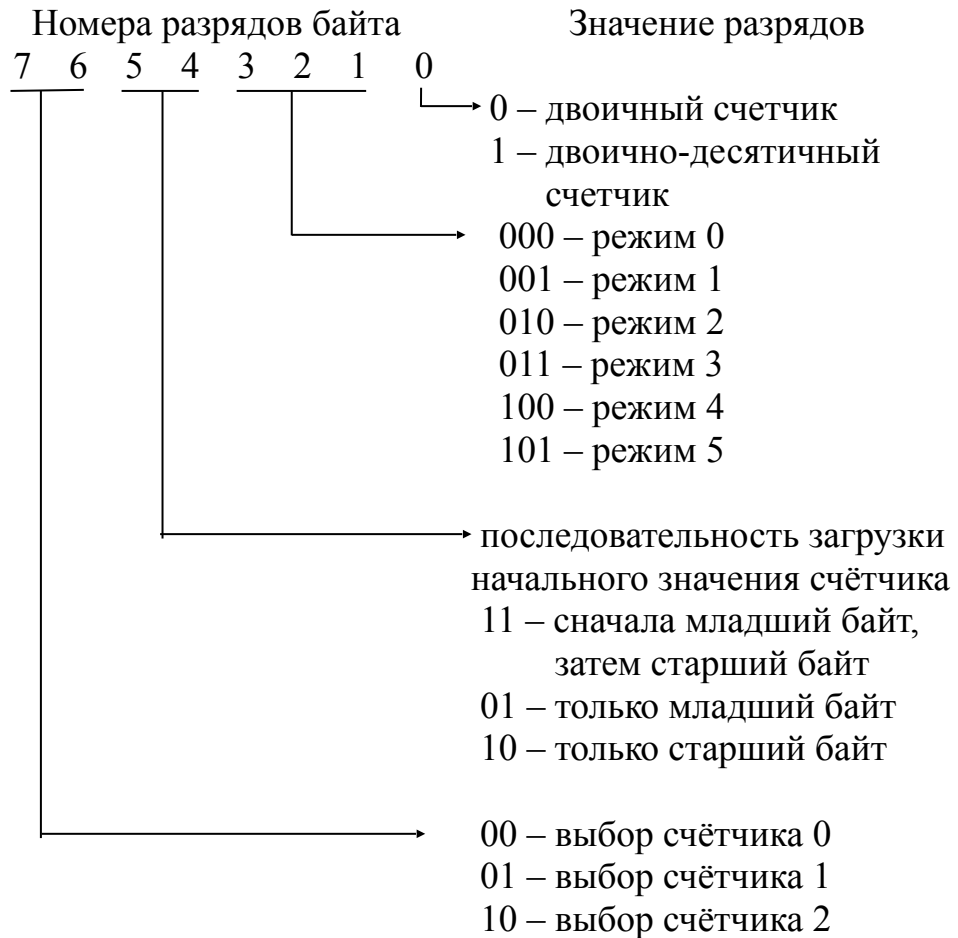 Номера разрядов байта Значение разрядов
7 6 5 4 3 2 1 0
0 – двоичный счетчик
1 – двоично-десятичный
счетчик
000 – режим 0
001 – режим 1
010 – режим 2
011 – режим 3
100 – режим 4
101 – режим 5
последовательность загрузки
начального значения счётчика
11 – сначала младший байт,
затем старший байт
01 – только младший байт
10 – только старший байт
00 – выбор счётчика 0
01 – выбор счётчика 1
10 – выбор счётчика 2